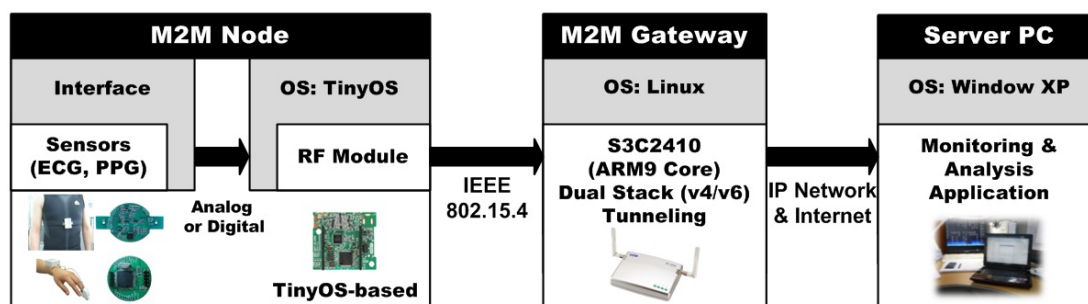 M2M Node
Interface
Sensors
(ECG, PPG)
Analog
or Digital
OS: TinyOS
RF Module
TinyOS-based
IEEE
802.15.4
M2M Gateway
OS: Linux
S3C2410
(ARM9 Core)
Dual Stack (v4/v6)
Tunneling
IP Network
& Internet
Server PC
OS: Window XP
Monitoring &
Analysis
Application